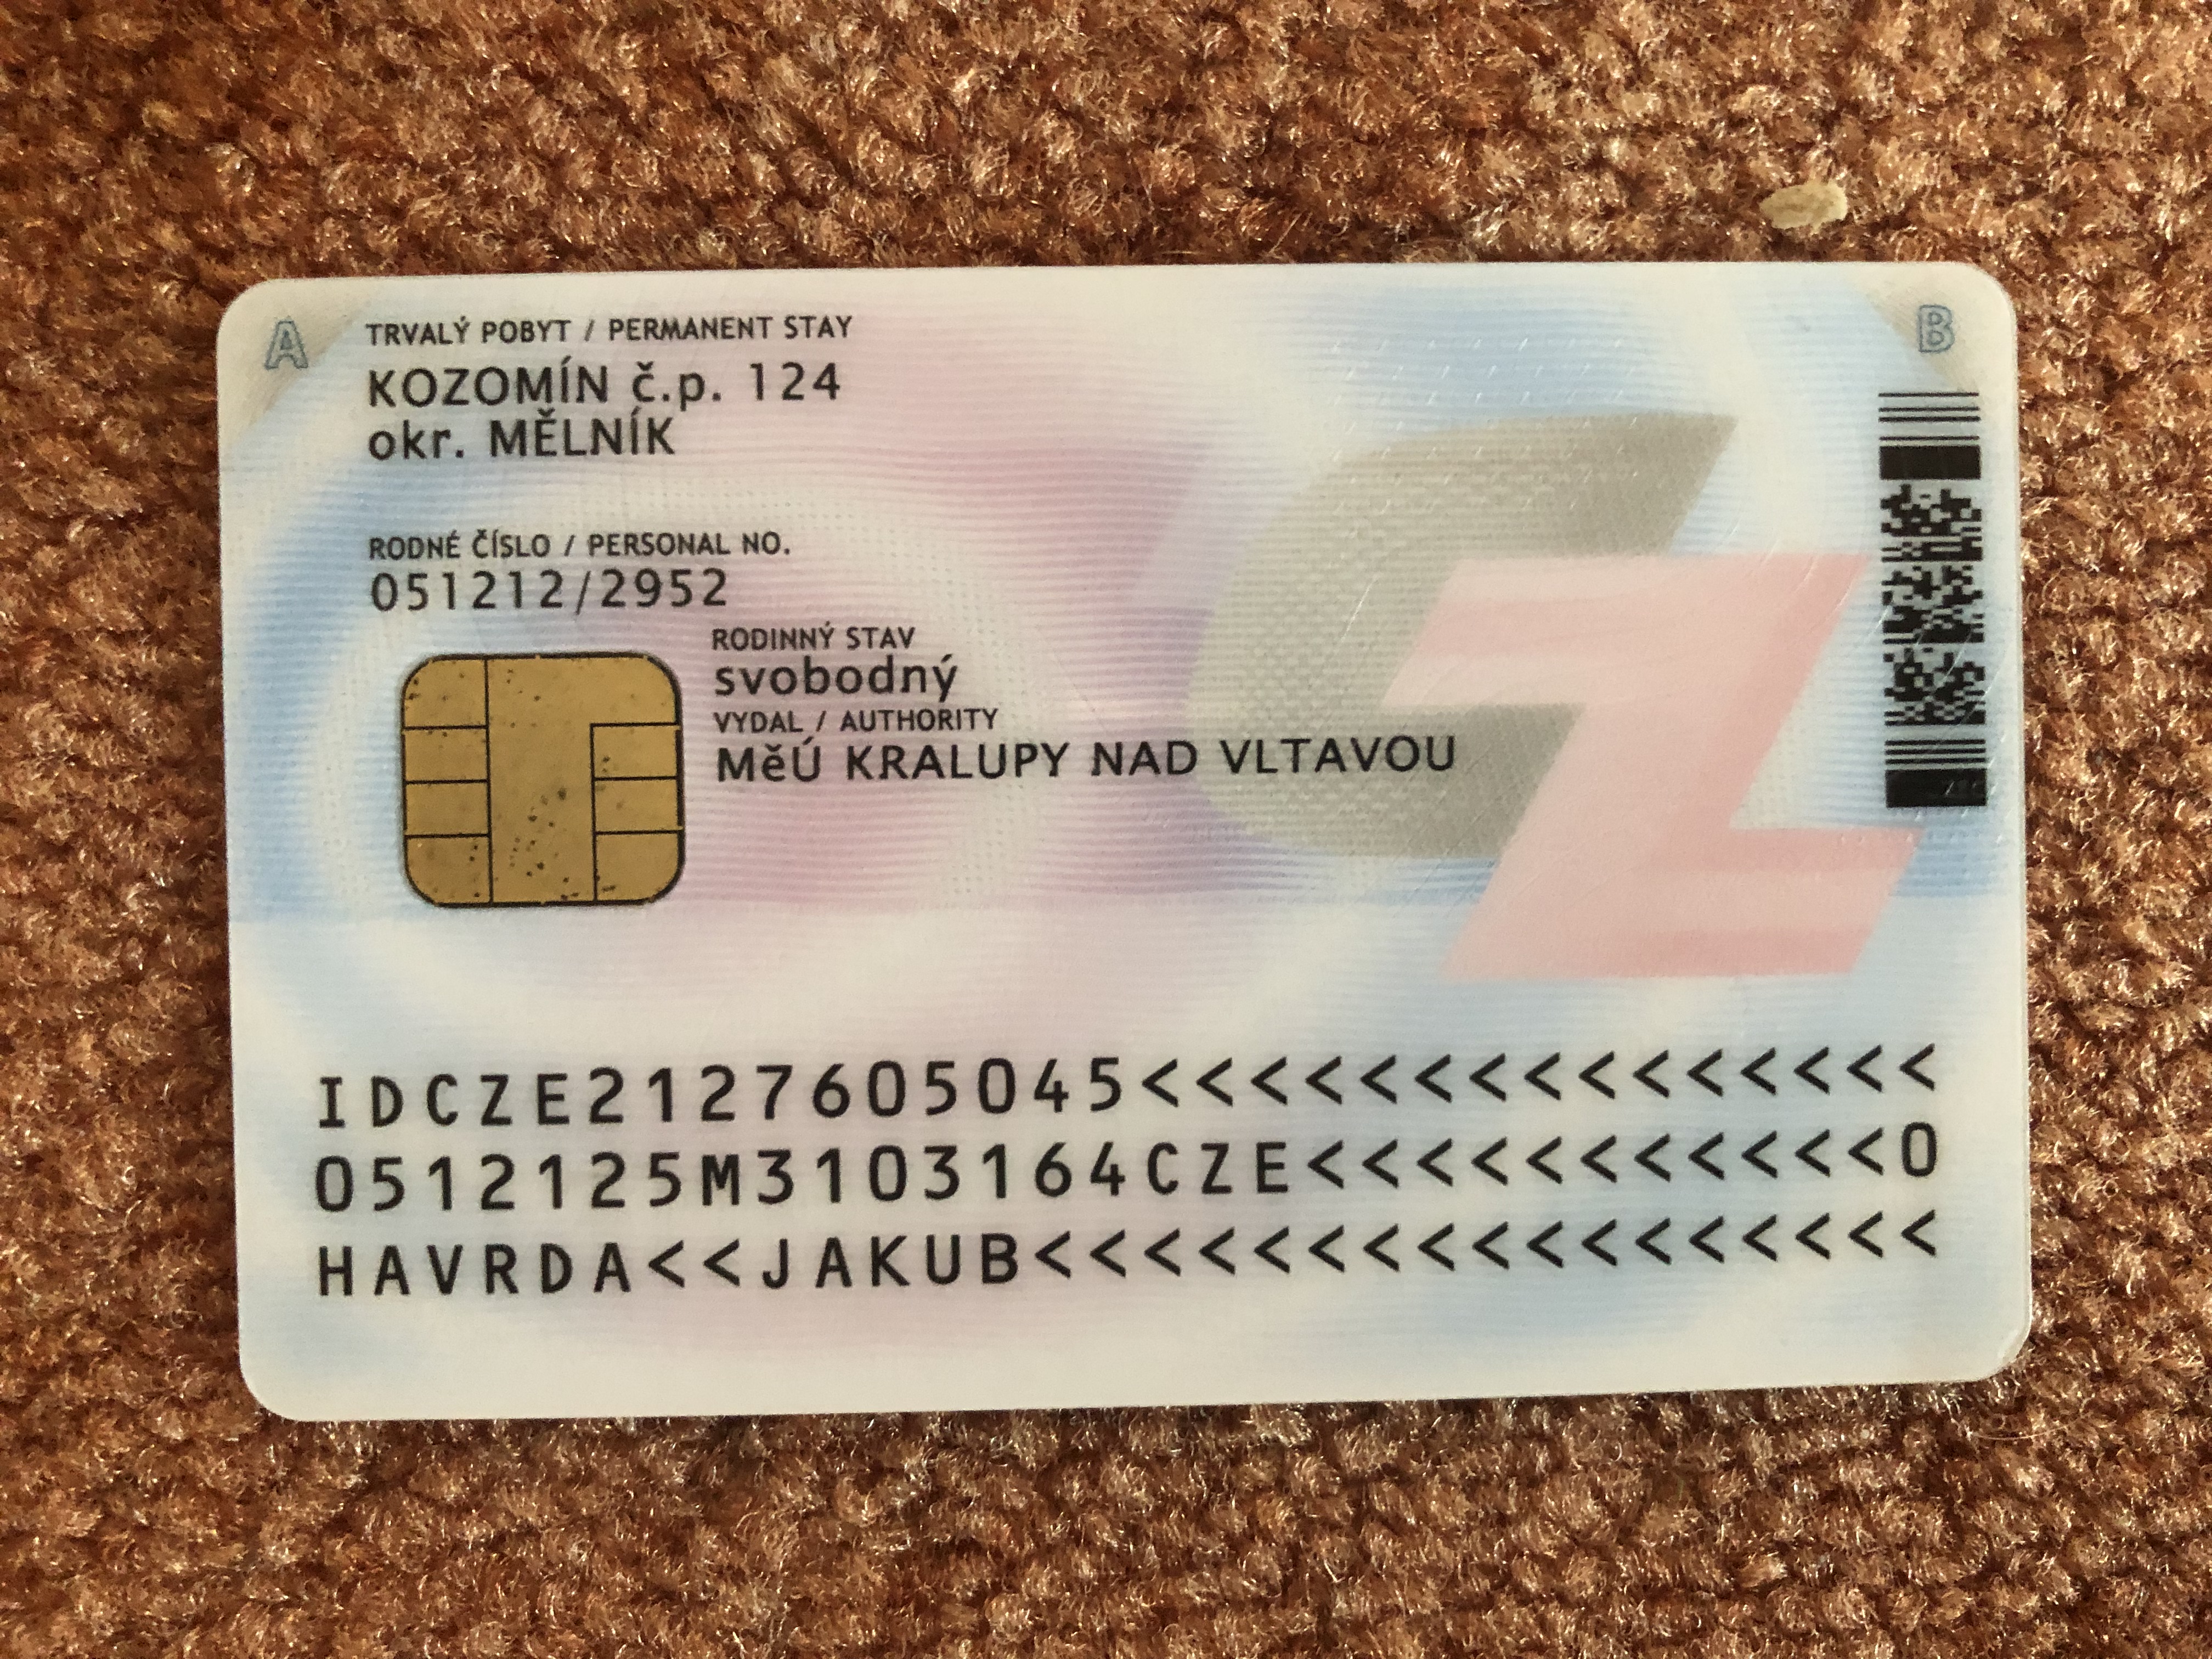 A
B
TRVALÝ POBYT / PERMANENT STAY
KOZOMÍN č.p. 124
okr. MĚLNÍK
RODNÉ ČÍSLO / PERSONAL NO.
051212/2952
RODINNÝ STAV
svobodný
VYDAL / AUTHORITY
MěÚ KRALUPY NAD VLTAVOU
IDCZE2127605045<<<<<<<<<<<<<<<
0512125M3103164CZE<<<<<<<<<<<0
HAVRDA<<JAKUB<<<<<<<<<<<<<<<<<